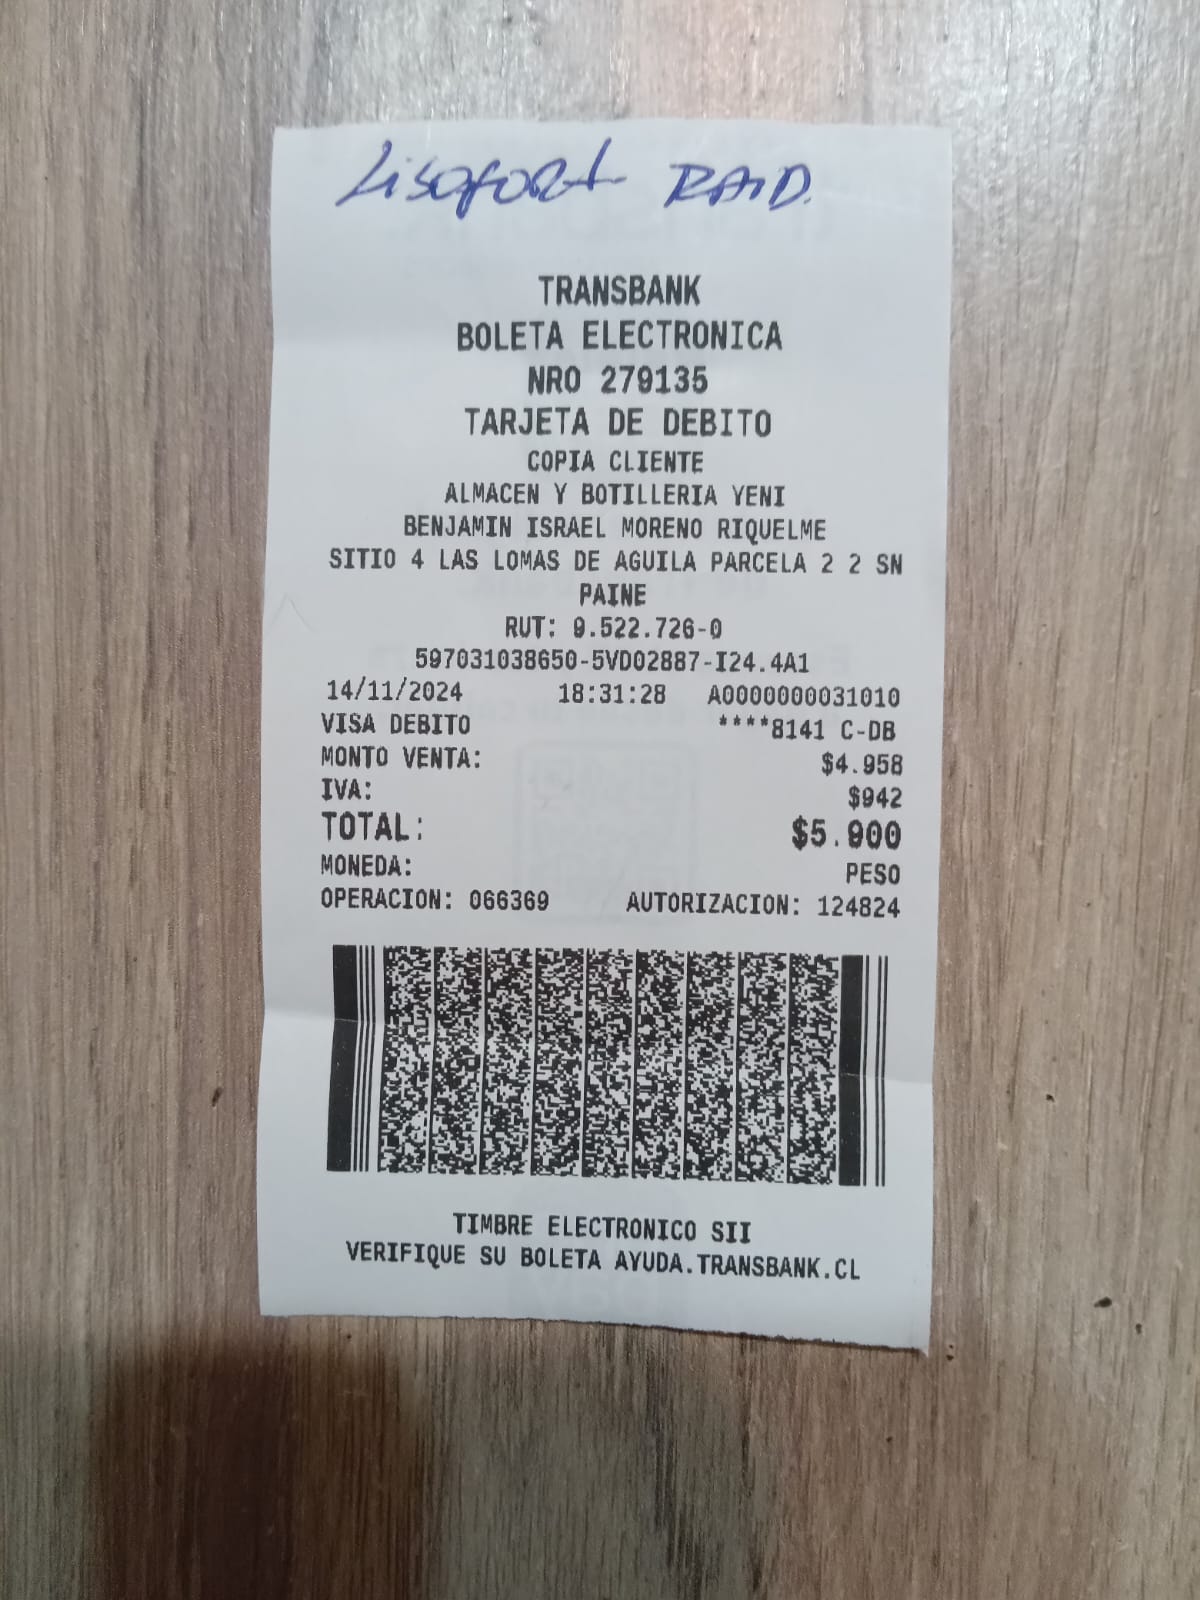 Lisofort RAID.
TRANSBANK
BOLETA ELECTRONICA
NRO 279135
TARJETA DE DEBITO
COPIA CLIENTE
ALMACEN Y BOTILLERIA YENI
BENJAMIN ISRAEL MORENO RIQUELME
SITIO 4 LAS LOMAS DE AGUILA PARCELA 2 2 SN
PAINE
RUT: 9.522.726-0
597031038650-5VD02887-I24.4A1
14/11/2024 18:31:28 A0000000031010
VISA DEBITO ****8141 C-DB
MONTO VENTA: $4.958
IVA: $942
TOTAL: $5.900
MONEDA: PESO
OPERACION: 066369 AUTORIZACION: 124824
TIMBRE ELECTRONICO SII
VERIFIQUE SU BOLETA AYUDA.TRANSBANK.CL